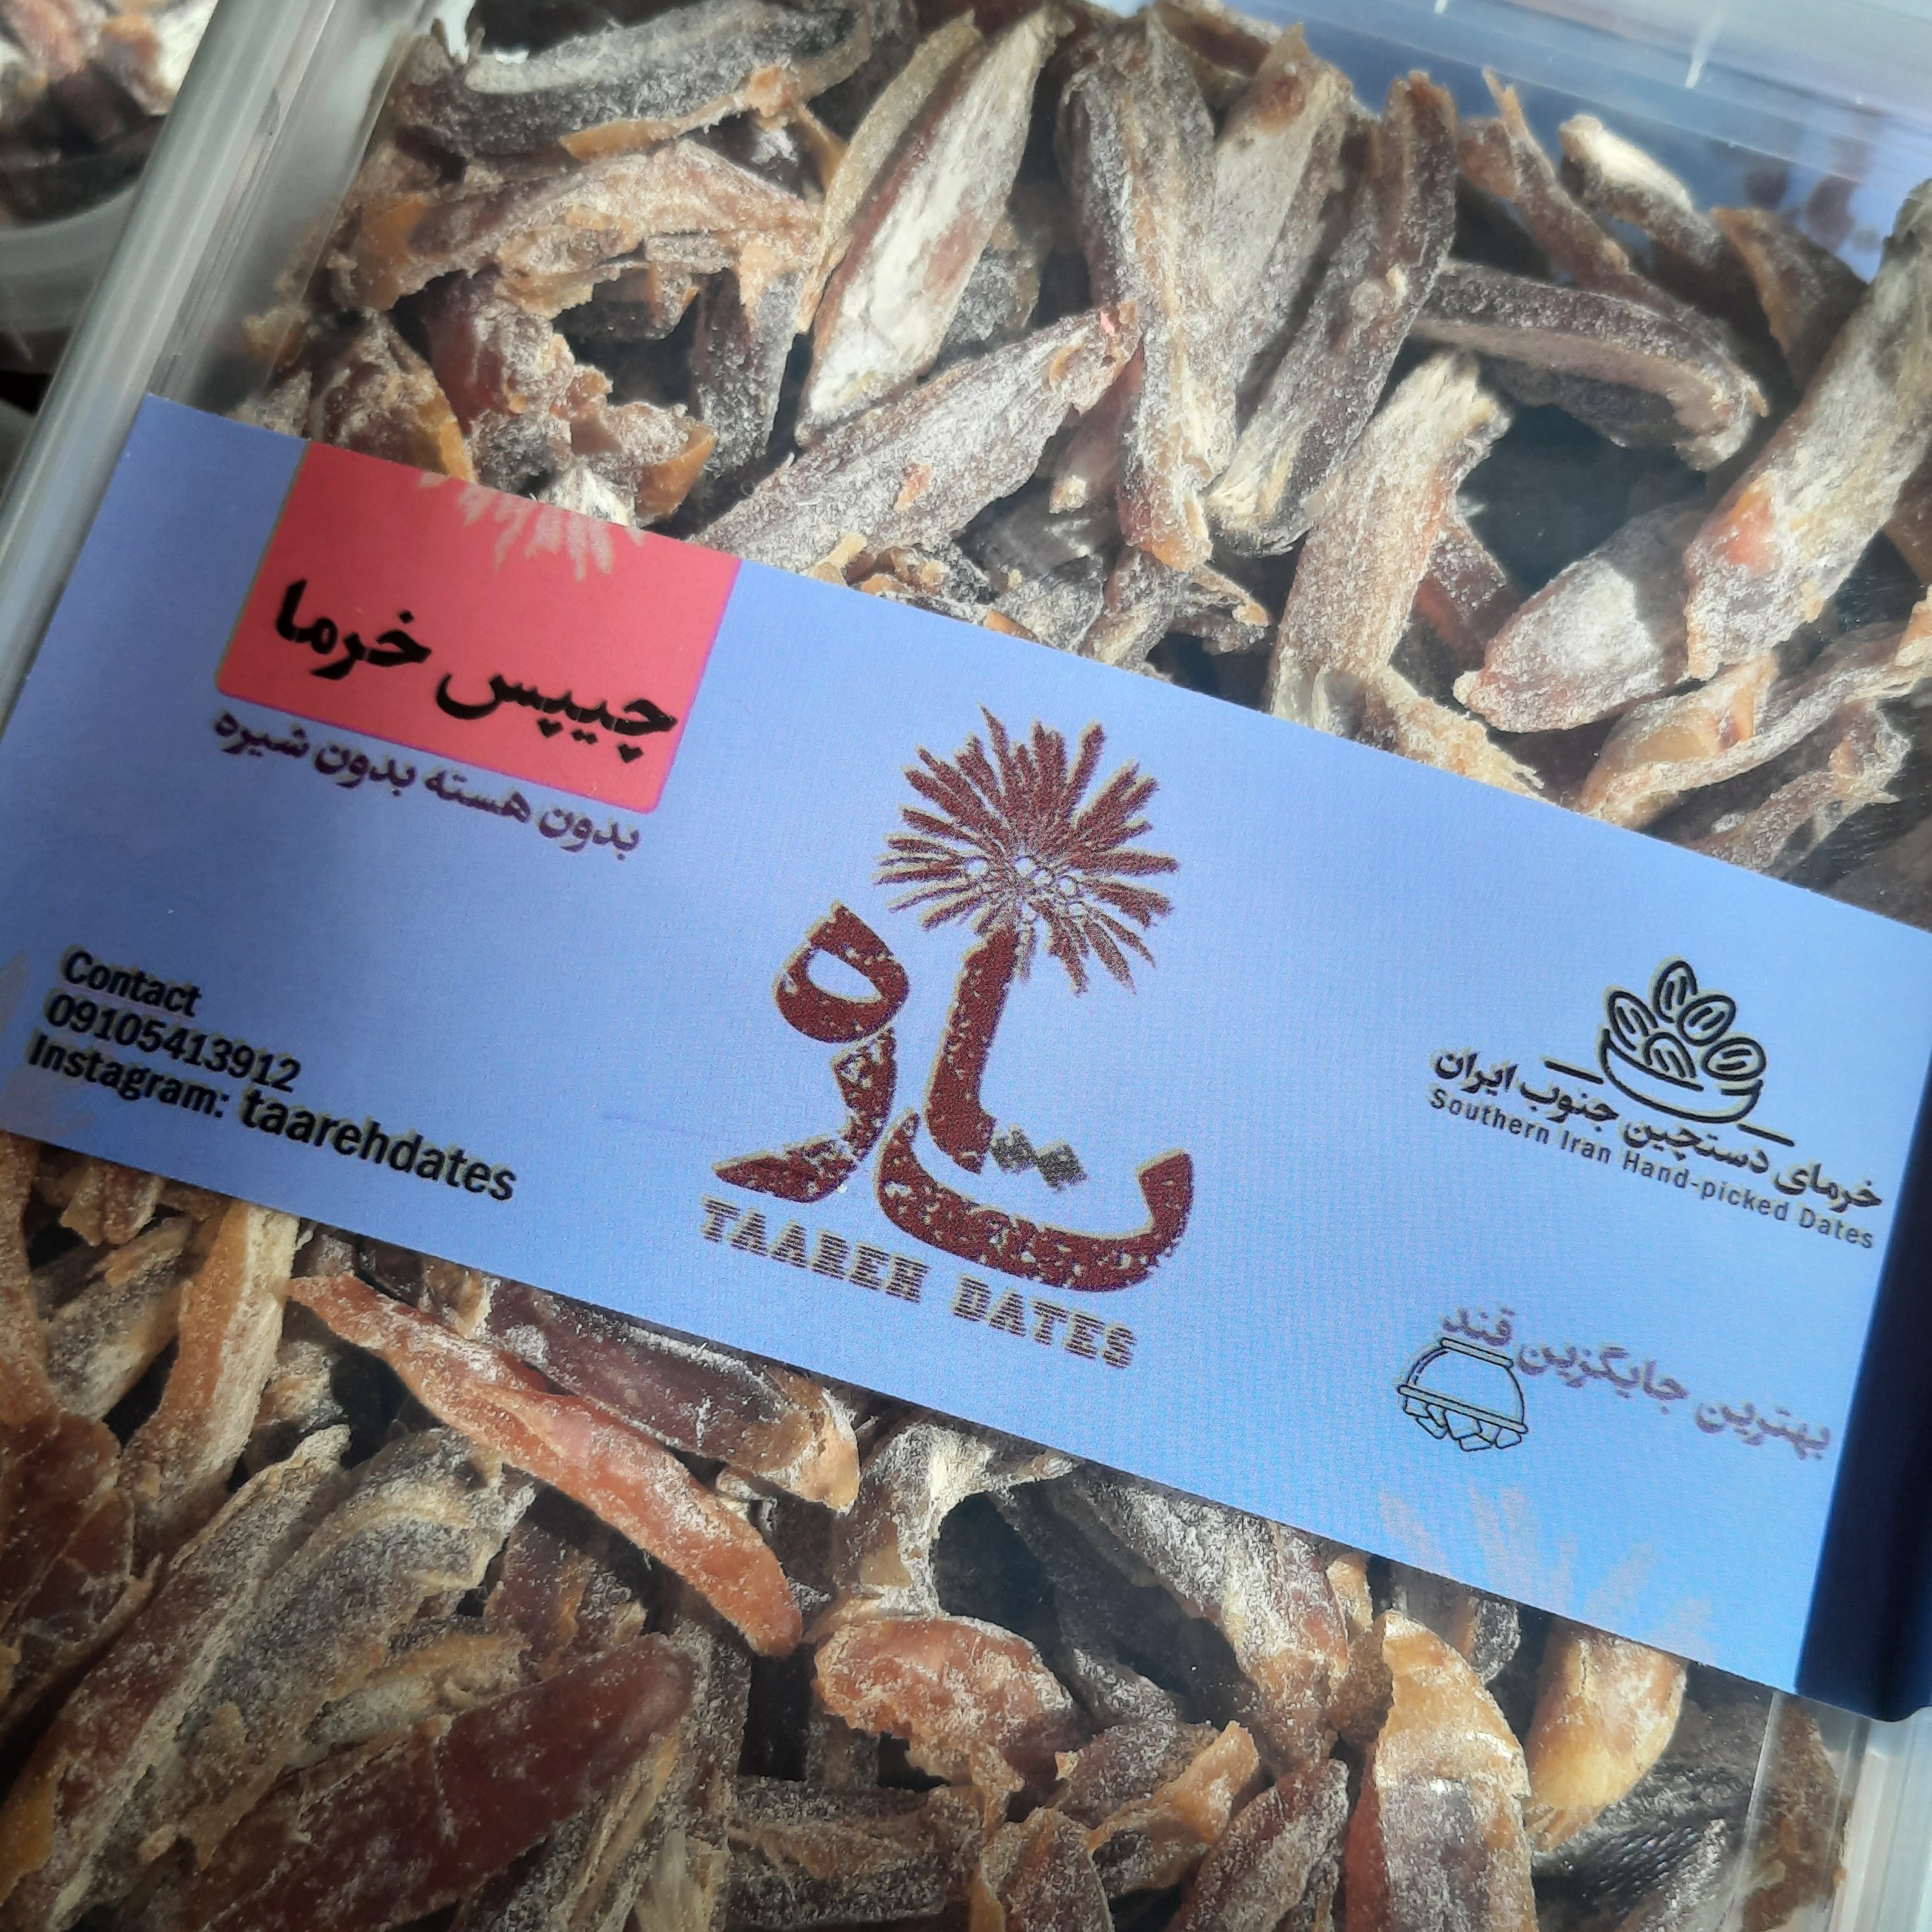 چیپس خرما
بدون هسته بدون شیره
Contact
09105413912
Instagram: taarehdates
تاره
TAAREH DATES
خرمای دستچین جنوب ایران
Southern Iran Hand-picked Dates
بهترین جایگزین قند